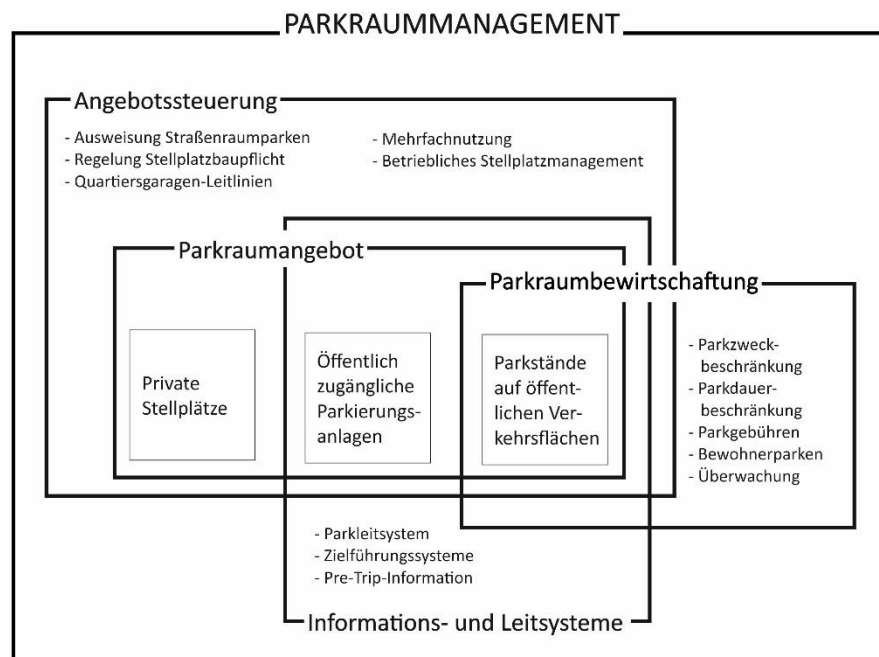 PARKRAUMMANAGEMENT
Angebotssteuerung
- Ausweisung Straßenraumparken
- Regelung Stellplatzbaupflicht
- Quartiersgaragen-Leitlinien
- Mehrfachnutzung
- Betriebliches Stellplatzmanagement
Parkraumangebot
Parkraumbewirtschaftung
Private
Stellplätze
Öffentlich
zugängliche
Parkierungs-
anlagen
Parkstände
auf öffent-
lichen Ver-
kehrsflächen
- Parkzweck-
beschränkung
- Parkdauer-
beschränkung
- Parkgebühren
- Bewohnerparken
- Überwachung
- Parkleitsystem
- Zielführungssysteme
- Pre-Trip-Information
Informations- und Leitsysteme